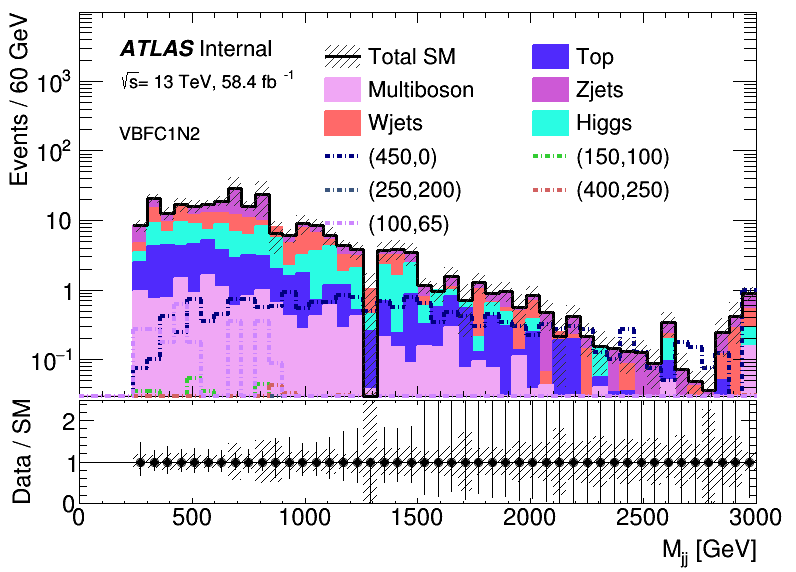 Events / 60 GeV
10³
10²
10
1
10⁻¹
ATLAS Internal
√s= 13 TeV, 58.4 fb⁻¹
VBFC1N2
Total SM
Top
Multiboson
Zjets
Wjets
Higgs
(450,0)
(150,100)
(250,200)
(400,250)
(100,65)
Data / SM
2
1
0
0 500 1000 1500 2000 2500 3000
M_jj [GeV]